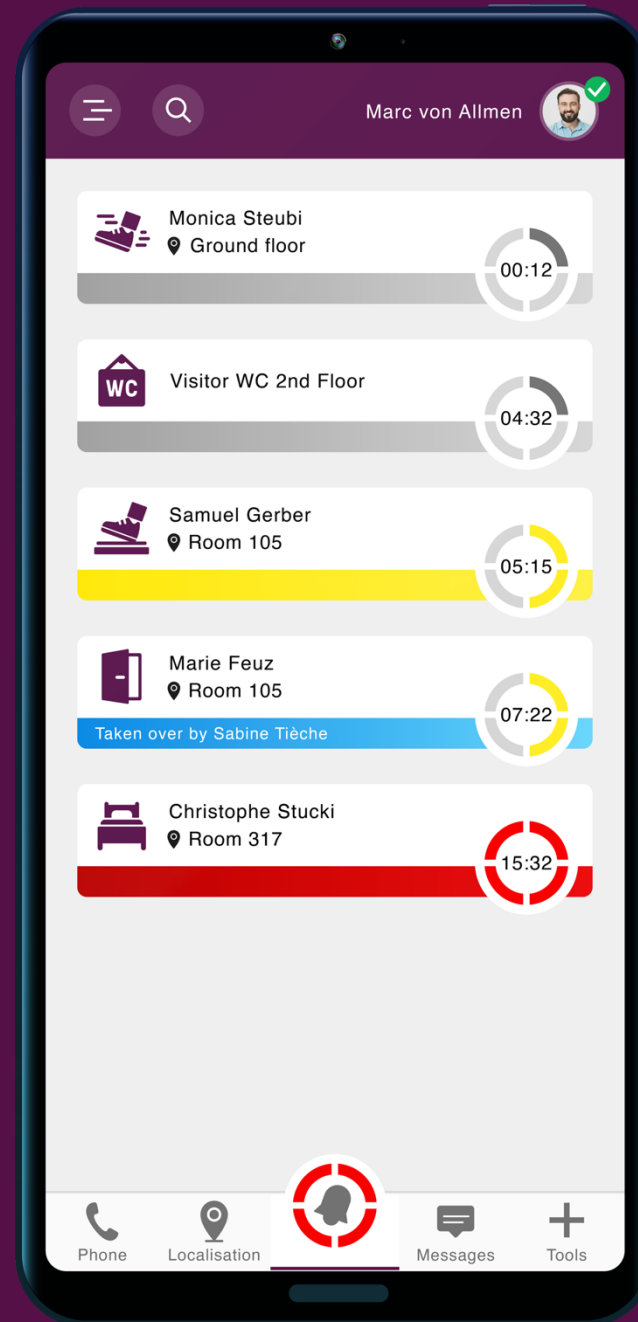 Marc von Allmen
Monica Steubi
Ground floor
00:12
WC
Visitor WC 2nd Floor
04:32
Samuel Gerber
Room 105
05:15
Marie Feuz
Room 105
07:22
Taken over by Sabine Tièche
Christophe Stucki
Room 317
15:32
Phone
Localisation
Messages
Tools